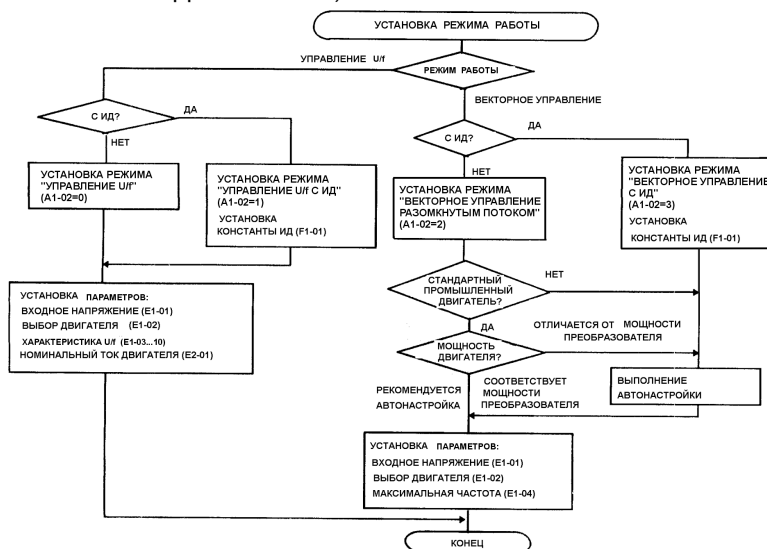 УСТАНОВКА РЕЖИМА РАБОТЫ
УПРАВЛЕНИЕ U/f
РЕЖИМ РАБОТЫ
ВЕКТОРНОЕ УПРАВЛЕНИЕ
С ИД?
ДА
НЕТ
УСТАНОВКА РЕЖИМА
"УПРАВЛЕНИЕ U/f"
(A1-02=0)
УСТАНОВКА РЕЖИМА
"УПРАВЛЕНИЕ U/f С ИД"
(A1-02=1)
УСТАНОВКА
КОНСТАНТЫ ИД (F1-01)
С ИД?
ДА
НЕТ
УСТАНОВКА РЕЖИМА
"ВЕКТОРНОЕ УПРАВЛЕНИЕ
РАЗОМКНУТЫМ ПОТОКОМ"
(A1-02=2)
УСТАНОВКА РЕЖИМА
"ВЕКТОРНОЕ УПРАВЛЕНИЕ
С ИД"
(A1-02=3)
УСТАНОВКА
КОНСТАНТЫ ИД (F1-01)
УСТАНОВКА ПАРАМЕТРОВ:
ВХОДНОЕ НАПРЯЖЕНИЕ (E1-01)
ВЫБОР ДВИГАТЕЛЯ (E1-02)
ХАРАКТЕРИСТИКА U/f (E1-03...10)
НОМИНАЛЬНЫЙ ТОК ДВИГАТЕЛЯ (E2-01)
СТАНДАРТНЫЙ
ПРОМЫШЛЕННЫЙ
ДВИГАТЕЛЬ?
НЕТ
ДА
МОЩНОСТЬ
ДВИГАТЕЛЯ?
ОТЛИЧАЕТСЯ ОТ МОЩНОСТИ
ПРЕОБРАЗОВАТЕЛЯ
РЕКОМЕНДУЕТСЯ
АВТОНАСТРОЙКА
СООТВЕТСТВУЕТ
МОЩНОСТИ
ПРЕОБРАЗОВАТЕЛЯ
ВЫПОЛНЕНИЕ
АВТОНАСТРОЙКИ
УСТАНОВКА ПАРАМЕТРОВ:
ВХОДНОЕ НАПРЯЖЕНИЕ (E1-01)
ВЫБОР ДВИГАТЕЛЯ (E1-02)
МАКСИМАЛЬНАЯ ЧАСТОТА (E1-04)
КОНЕЦ